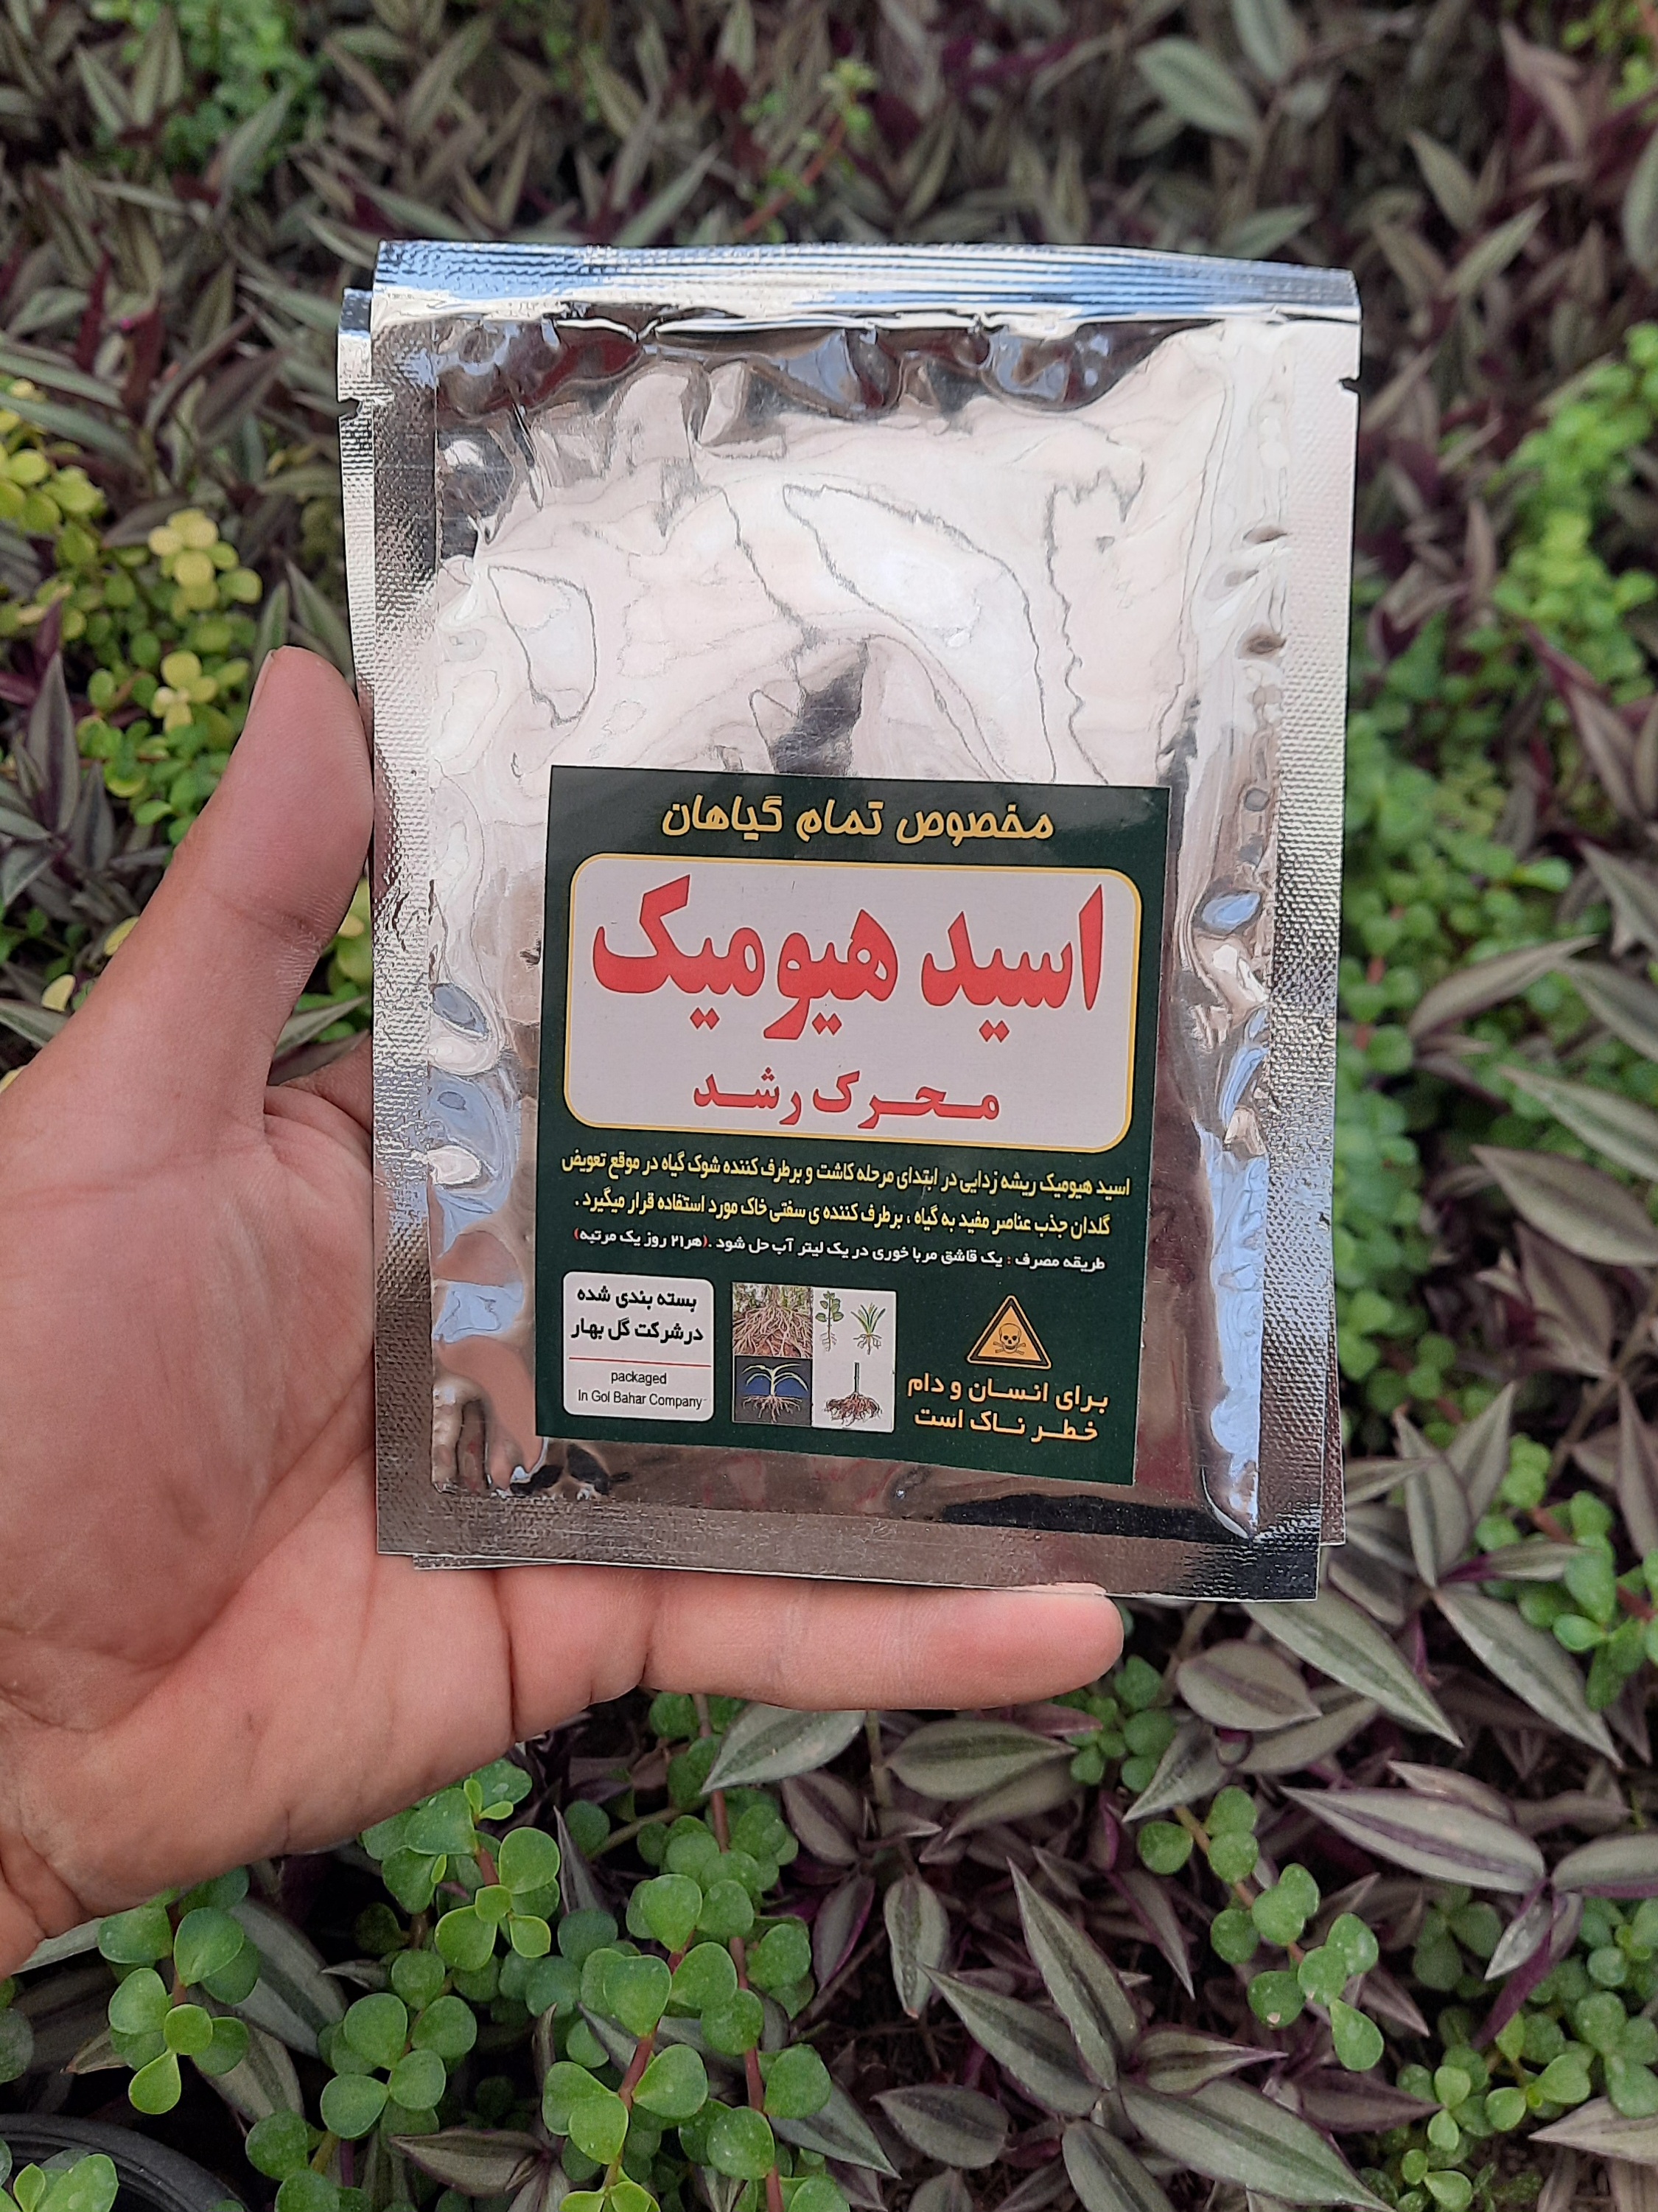 مخصوص تمام گیاهان
اسید هیومیک
محرک رشد
اسید هیومیک ریشه زدایی در ابتدای مرحله کاشت و برطرف کننده شوک گیاه در موقع تعویض
گلدان جذب عناصر مفید به گیاه ، برطرف کننده ی سفتی خاک مورد استفاده قرار میگیرد .
طریقه مصرف : یک قاشق مربا خوری در یک لیتر آب حل شود .(هر۲۱ روز یک مرتبه)
برای انسان و دام
خطر ناک است
بسته بندی شده
درشرکت گل بهار
packaged
In Gol Bahar Company